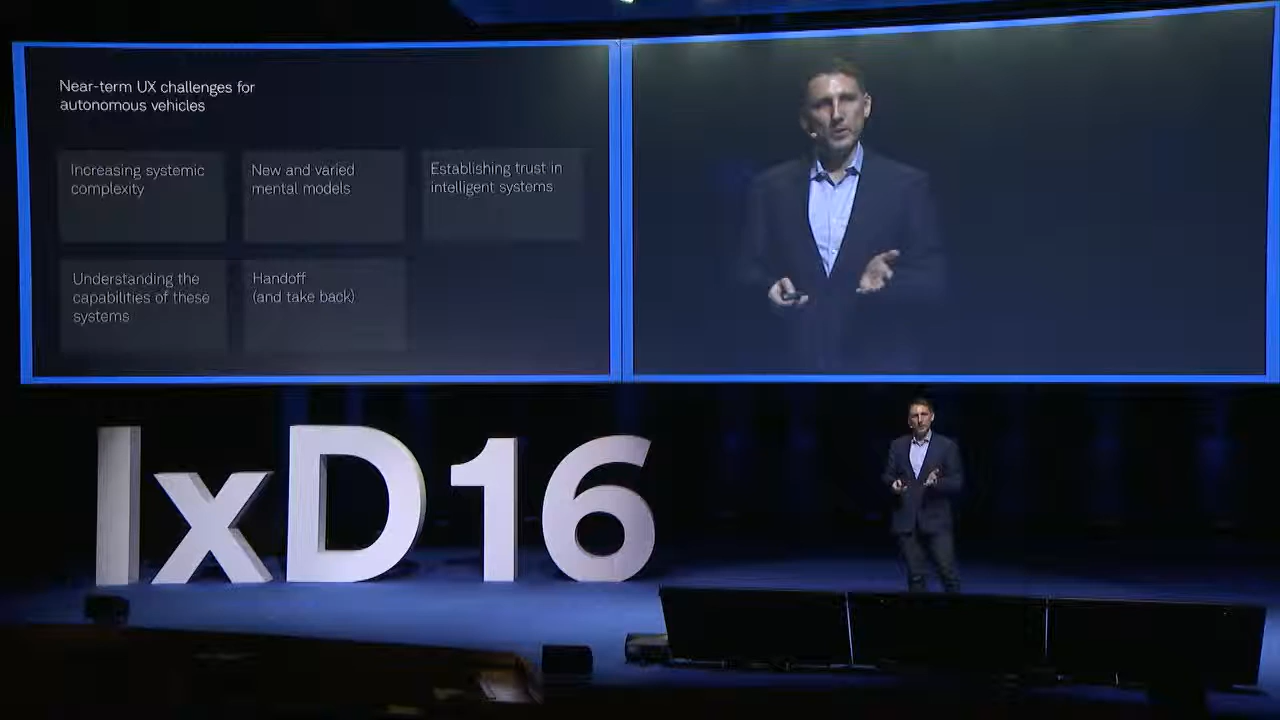 Near-term UX challenges for
autonomous vehicles
Increasing systemic
complexity
New and varied
mental models
Establishing trust in
intelligent systems
Understanding the
capabilities of these
systems
Handoff
(and take back)
IxD16